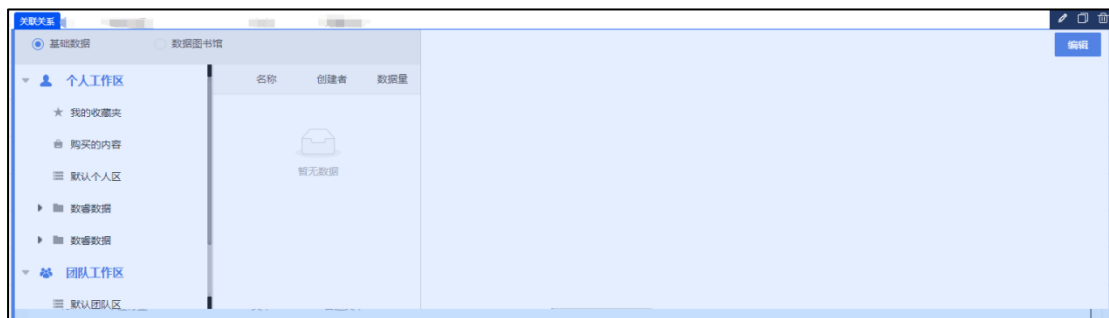 关联关系
基础数据 数据图书馆
编辑
个人工作区
名称 创建者 数据量
我的收藏夹
购买的内容
暂无数据
默认个人区
数睿数据
数睿数据
团队工作区
默认团队区